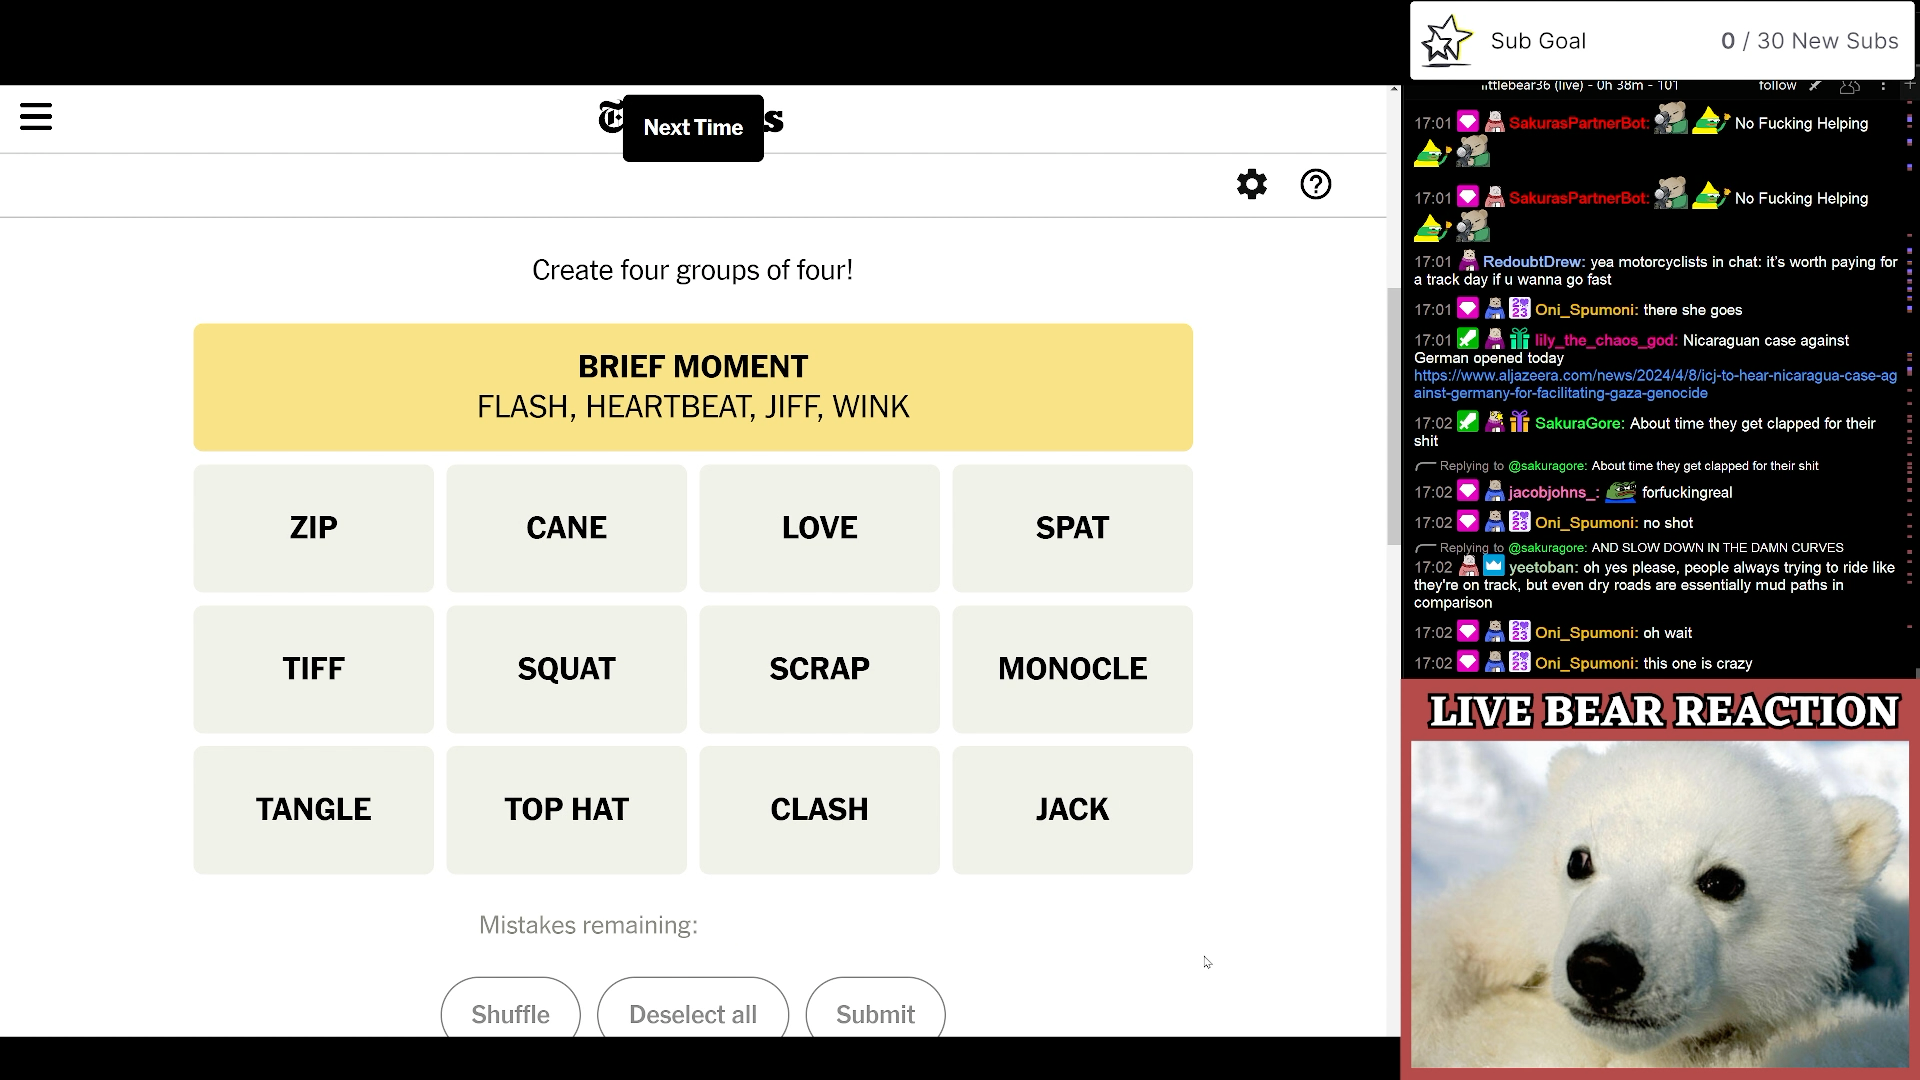 Sub Goal
0 / 30 New Subs
ttlebear36 (live) - 0h 38m - 101
follow
Next Time
s
Create four groups of four!
BRIEF MOMENT
FLASH, HEARTBEAT, JIFF, WINK
ZIP
CANE
LOVE
SPAT
TIFF
SQUAT
SCRAP
MONOCLE
TANGLE
TOP HAT
CLASH
JACK
Mistakes remaining:
Shuffle
Deselect all
Submit
17:01 SakurasPartnerBot: No Fucking Helping
17:01 SakurasPartnerBot: No Fucking Helping
17:01 RedoubtDrew: yea motorcyclists in chat: it's worth paying for
a track day if u wanna go fast
17:01 Oni_Spumoni: there she goes
17:01 lily_the_chaos_god: Nicaraguan case against
German opened today
https://www.aljazeera.com/news/2024/4/8/icj-to-hear-nicaragua-case-ag
ainst-germany-for-facilitating-gaza-genocide
17:02 SakuraGore: About time they get clapped for their
shit
Replying to @sakuragore: About time they get clapped for their shit
17:02 jacobjohns_: forfuckingreal
17:02 Oni_Spumoni: no shot
Replying to @sakuragore: AND SLOW DOWN IN THE DAMN CURVES
17:02 yeetoban: oh yes please, people always trying to ride like
they're on track, but even dry roads are essentially mud paths in
comparison
17:02 Oni_Spumoni: oh wait
17:02 Oni_Spumoni: this one is crazy
LIVE BEAR REACTION